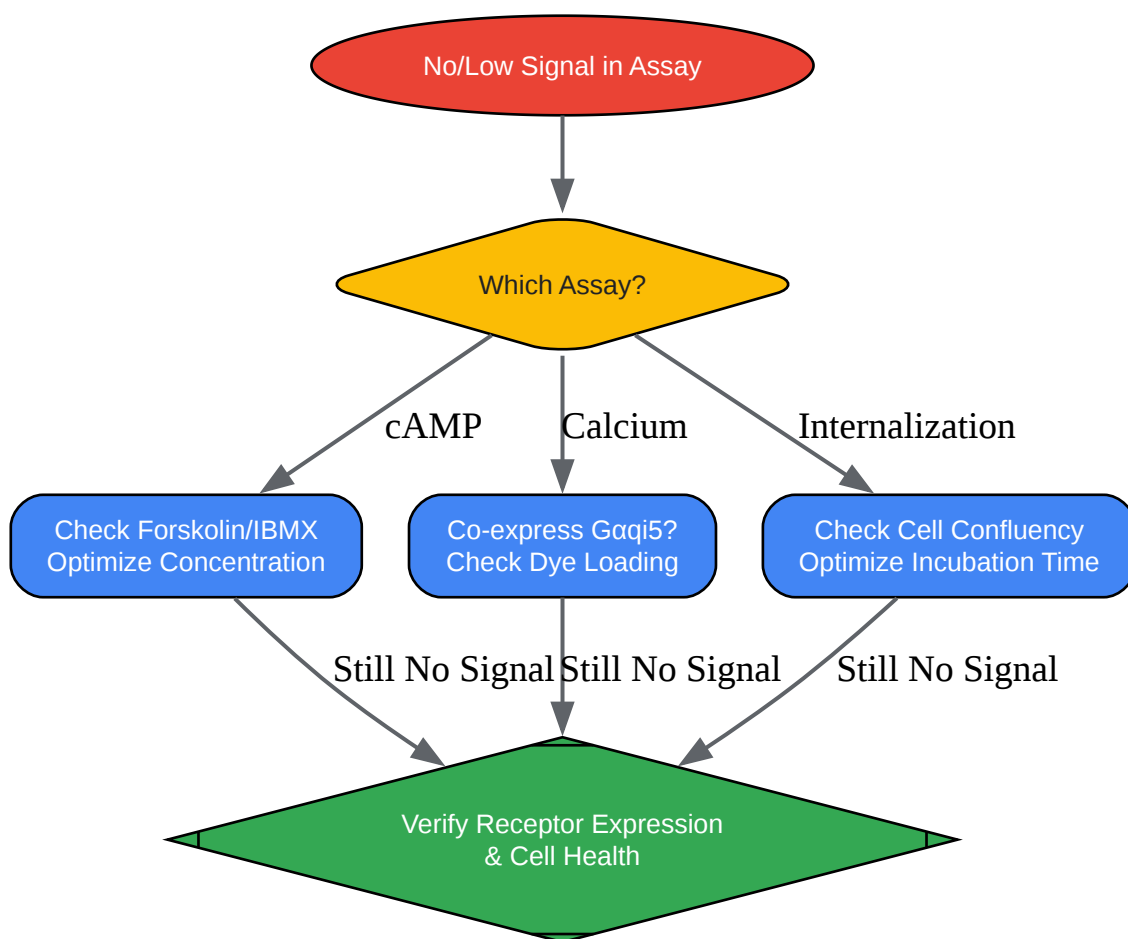 No/Low Signal in Assay
Which Assay?
cAMP
Calcium
Internalization
Check Forskolin/IBMX
Optimize Concentration
Co-express Gαqi5?
Check Dye Loading
Check Cell Confluency
Optimize Incubation Time
Still No Signal
Still No Signal
Still No Signal
Verify Receptor Expression
& Cell Health